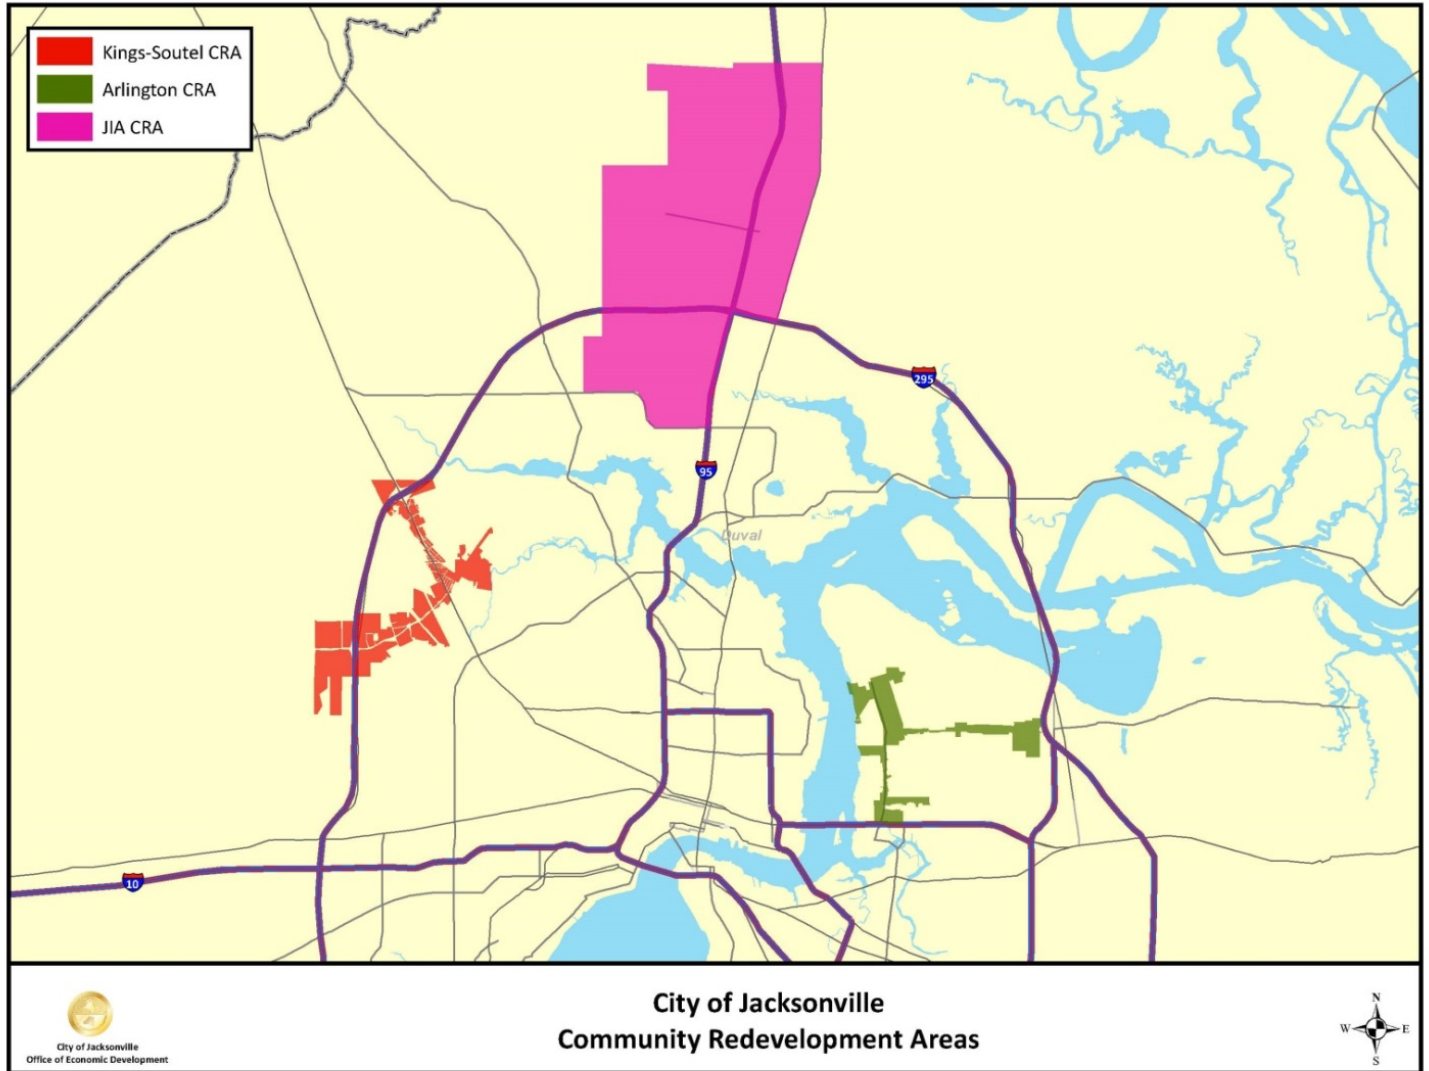 Kings-Soutel CRA
Arlington CRA
JIA CRA
295
95
Duval
10
City of Jacksonville
Community Redevelopment Areas
City of Jacksonville
Office of Economic Development
N
W
E
S